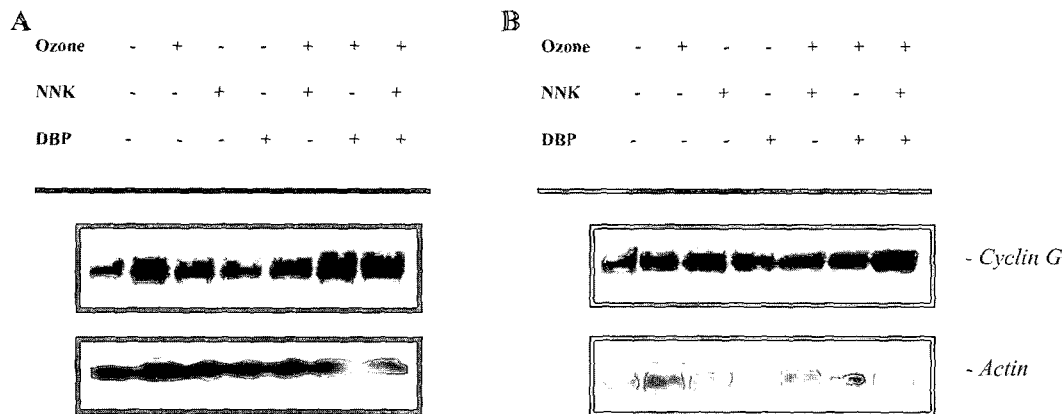 A
Ozone - + - - + + +
NNK - - + - + - +
DBP - - - + - + +
B
Ozone - + - - + + +
NNK - - + - + - +
DBP - - - + - + +
- Cyclin G
- Actin